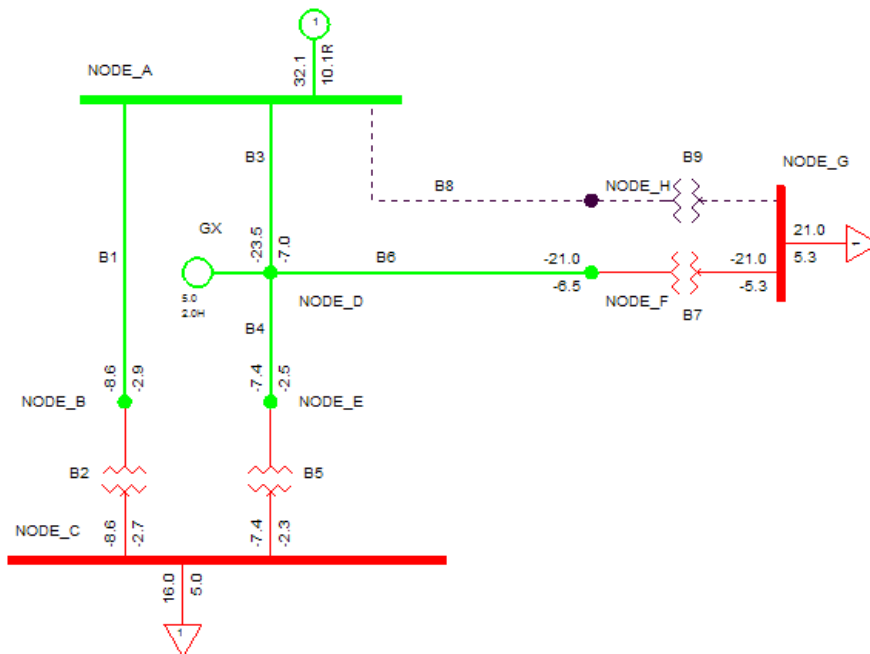 1
32.1
10.1R
NODE_A
B3
B9
NODE_G
B8
NODE_H
GX
B1
-23.5
-7.0
B6
-21.0
-6.5
-21.0
-5.3
21.0
5.3
1
5.0
2.0H
NODE_D
NODE_F
B7
B4
-8.6
-2.9
-7.4
-2.5
NODE_B
NODE_E
B2
B5
NODE_C
-8.6
-2.7
-7.4
-2.3
16.0
5.0
1